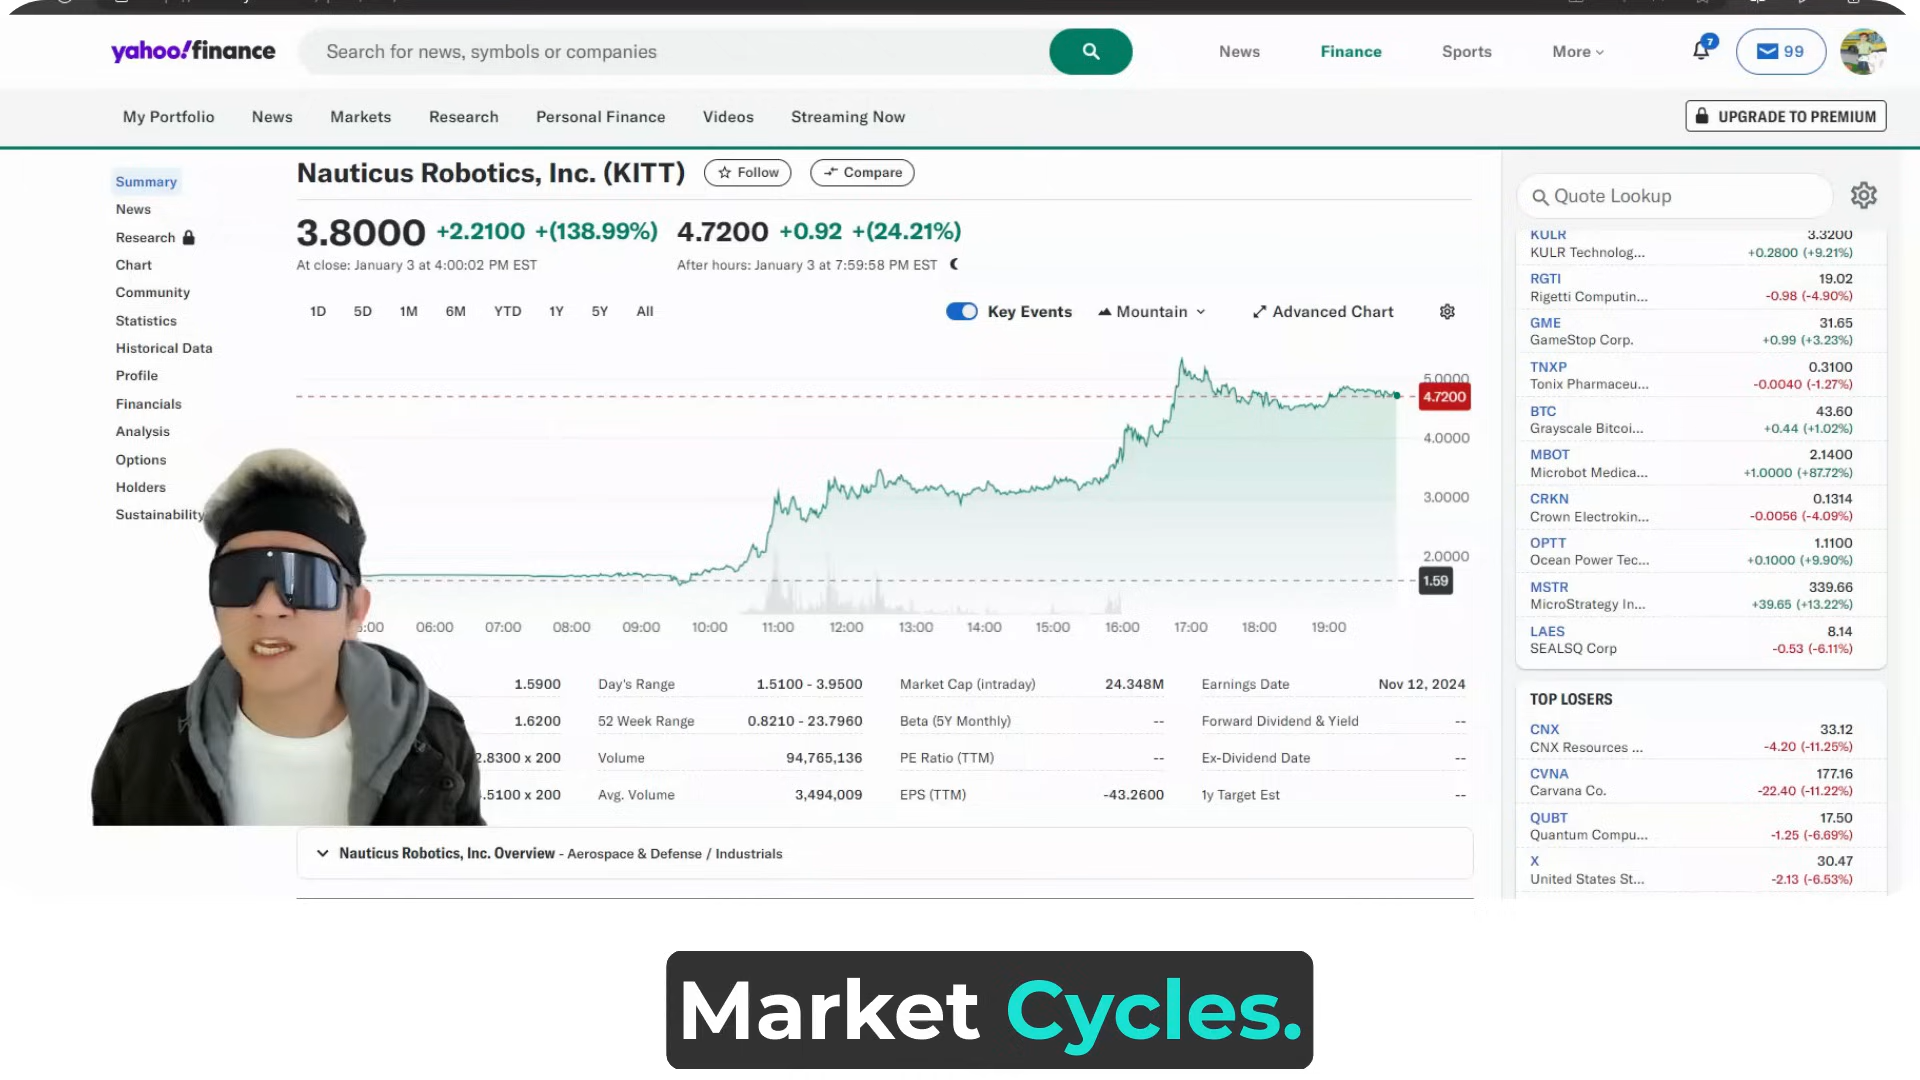 yahoo!finance
Search for news, symbols or companies
News
Finance
Sports
More
7
99
My Portfolio
News
Markets
Research
Personal Finance
Videos
Streaming Now
UPGRADE TO PREMIUM
Summary
News
Research
Chart
Community
Statistics
Historical Data
Profile
Financials
Analysis
Options
Holders
Sustainability
Nauticus Robotics, Inc. (KITT)
Follow
Compare
3.8000 +2.2100 +(138.99%) 4.7200 +0.92 +(24.21%)
At close: January 3 at 4:00:02 PM EST
After hours: January 3 at 7:59:58 PM EST
1D 5D 1M 6M YTD 1Y 5Y All
Key Events
Mountain
Advanced Chart
5.0000
4.7200
4.0000
3.0000
2.0000
1.59
06:00 07:00 08:00 09:00 10:00 11:00 12:00 13:00 14:00 15:00 16:00 17:00 18:00 19:00
1.5900 Day's Range 1.5100 - 3.9500 Market Cap (intraday) 24.348M Earnings Date Nov 12, 2024
1.6200 52 Week Range 0.8210 - 23.7960 Beta (5Y Monthly) -- Forward Dividend & Yield --
2.8300 x 200 Volume 94,765,136 PE Ratio (TTM) -- Ex-Dividend Date --
.5100 x 200 Avg. Volume 3,494,009 EPS (TTM) -43.2600 1y Target Est --
Nauticus Robotics, Inc. Overview - Aerospace & Defense / Industrials
Quote Lookup
KULR 3.3200
KULR Technolog... +0.2800 (+9.21%)
RGTI 19.02
Rigetti Computin... -0.98 (-4.90%)
GME 31.65
GameStop Corp. +0.99 (+3.23%)
TNXP 0.3100
Tonix Pharmaceu... -0.0040 (-1.27%)
BTC 43.60
Grayscale Bitcoi... +0.44 (+1.02%)
MBOT 2.1400
Microbot Medica... +1.0000 (+87.72%)
CRKN 0.1314
Crown Electrokin... -0.0056 (-4.09%)
OPTT 1.1100
Ocean Power Tec... +0.1000 (+9.90%)
MSTR 339.66
MicroStrategy In... +39.65 (+13.22%)
LAES 8.14
SEALSQ Corp -0.53 (-6.11%)
TOP LOSERS
CNX 33.12
CNX Resources ... -4.20 (-11.25%)
CVNA 177.16
Carvana Co. -22.40 (-11.22%)
QUBT 17.50
Quantum Compu... -1.25 (-6.69%)
X 30.47
United States St... -2.13 (-6.53%)
Market Cycles.